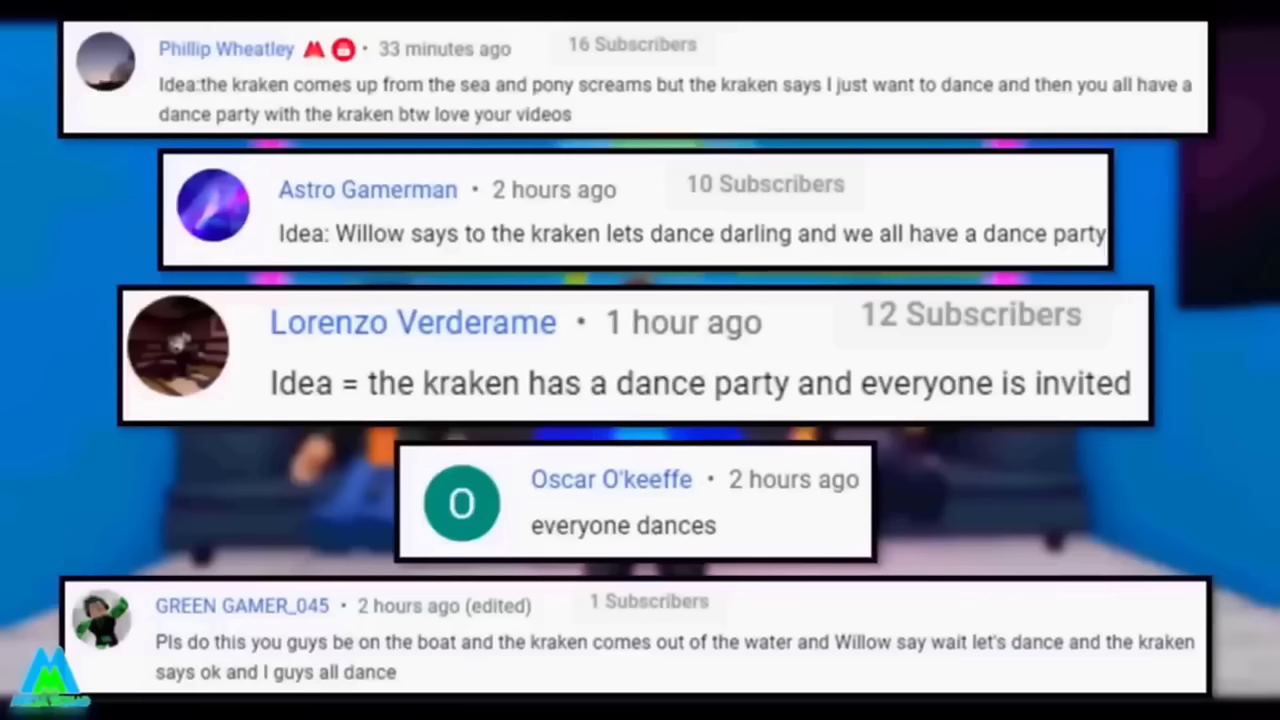 Phillip Wheatley • 33 minutes ago 16 Subscribers
Idea:the kraken comes up from the sea and pony screams but the kraken says I just want to dance and then you all have a
dance party with the kraken btw love your videos
Astro Gamerman • 2 hours ago 10 Subscribers
Idea: Willow says to the kraken lets dance darling and we all have a dance party
Lorenzo Verderame • 1 hour ago 12 Subscribers
Idea = the kraken has a dance party and everyone is invited
O
Oscar O'keeffe • 2 hours ago
everyone dances
GREEN GAMER_045 • 2 hours ago (edited) 1 Subscribers
Pls do this you guys be on the boat and the kraken comes out of the water and Willow say wait let's dance and the kraken
says ok and I guys all dance